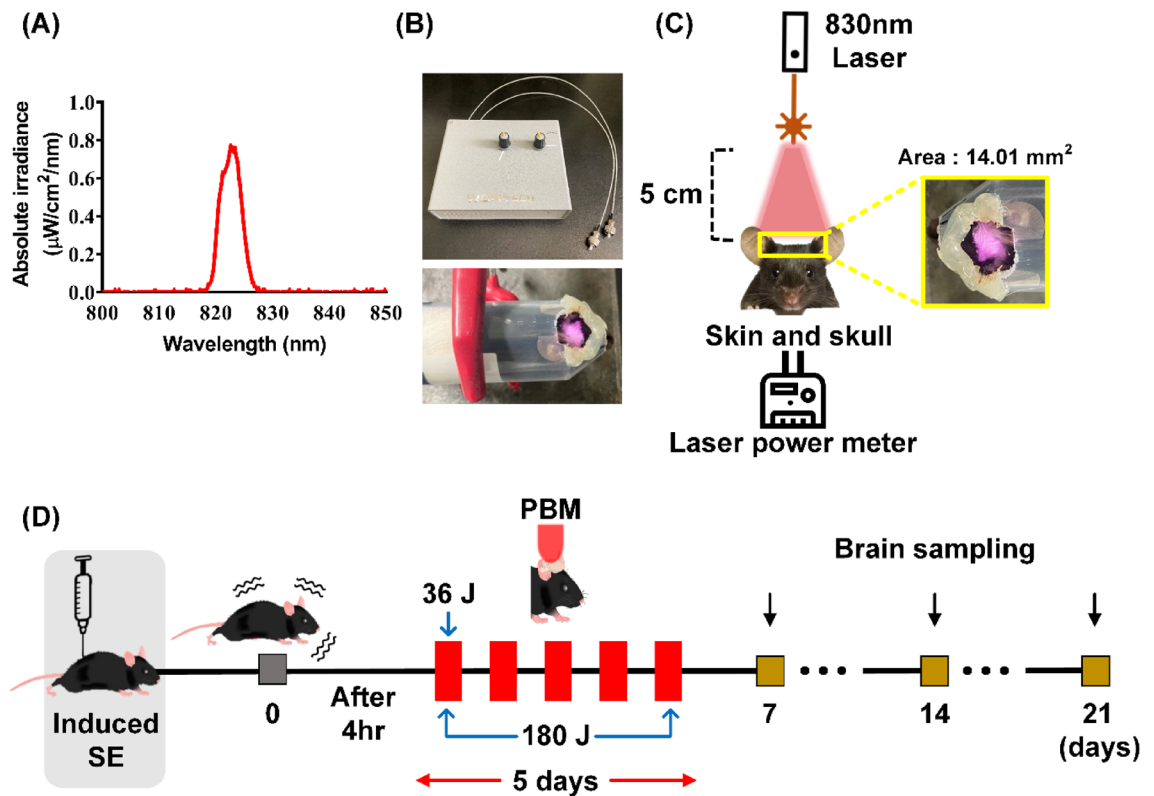 (A)
1.0
0.8
0.6
0.4
0.2
0.0
Absolute irradiance
(μW/cm²/nm)
800 810 820 830 840 850
Wavelength (nm)
(B)
(C)
830nm
Laser
5 cm
Area : 14.01 mm²
Skin and skull
Laser power meter
(D)
Induced
SE
0
After
4hr
36 J
PBM
180 J
5 days
Brain sampling
7
14
21
(days)